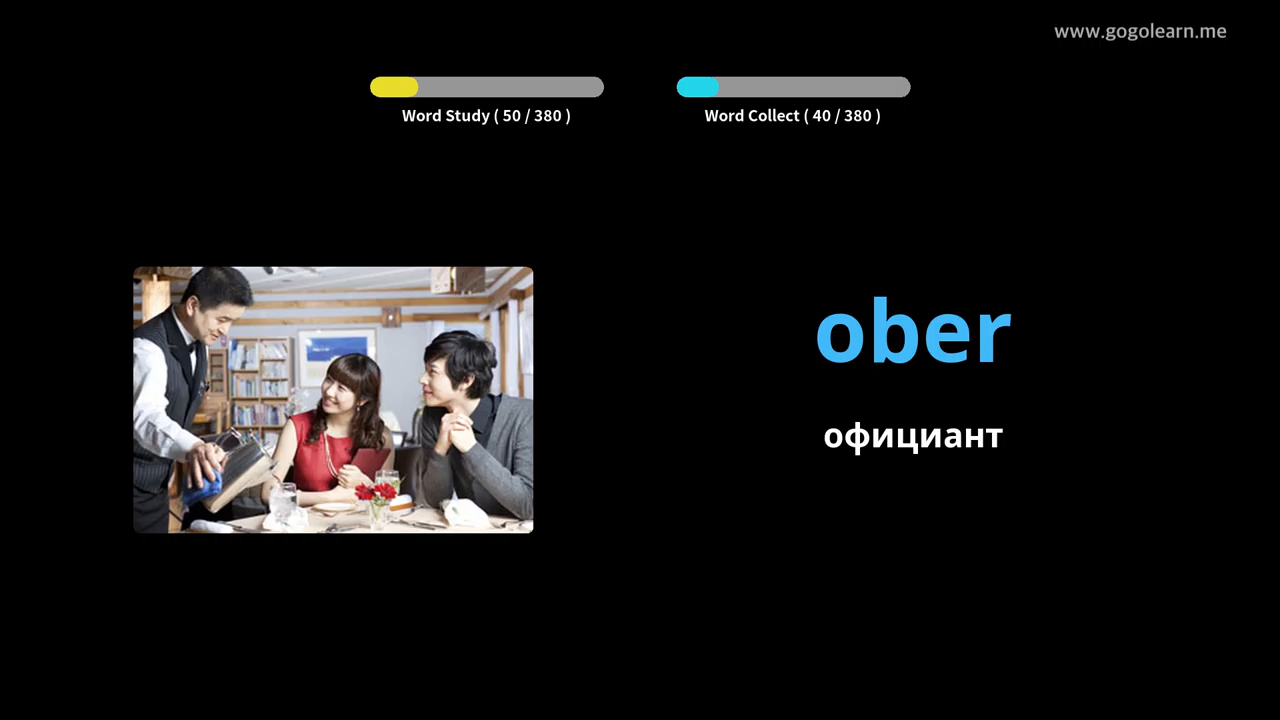 www.gogolearn.me
Word Study ( 50 / 380 )
Word Collect ( 40 / 380 )
ober
официант